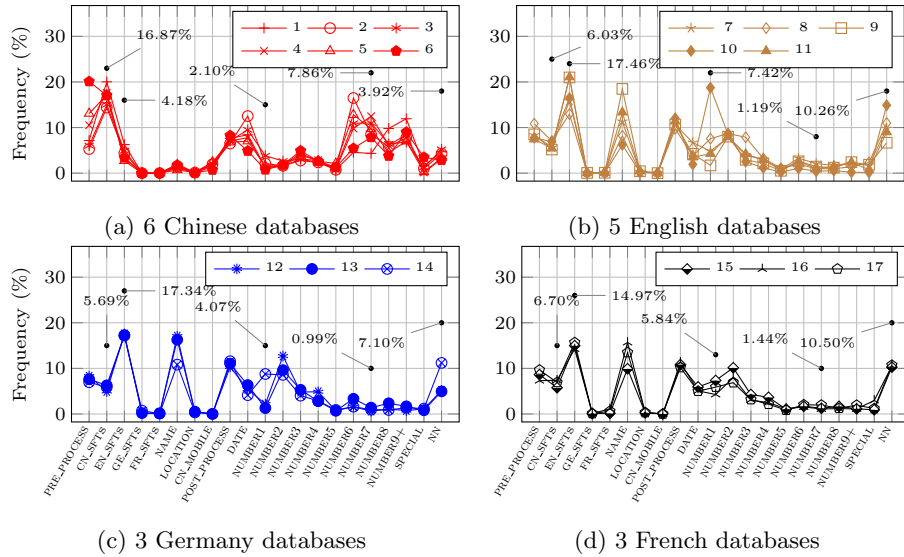 Frequency (%)
30
20
10
0
1 2 3
4 5 6
16.87%
4.18%
2.10%
7.86%
3.92%
(a) 6 Chinese databases
30
20
10
0
7 8 9
10 11
6.03%
17.46%
7.42%
1.19%
10.26%
(b) 5 English databases
Frequency (%)
30
20
10
0
12 13 14
5.69%
17.34%
4.07%
0.99%
7.10%
PRE_PROCESS
CN_SFTS
EN_SFTS
GE_SFTS
FR_SFTS
NAME
LOCATION
CN_MOBILE
POST_PROCESS
DATE
NUMBER1
NUMBER2
NUMBER3
NUMBER4
NUMBER5
NUMBER6
NUMBER7
NUMBER8
NUMBER9+
SPECIAL
NN
(c) 3 Germany databases
30
20
10
0
15 16 17
6.70%
14.97%
5.84%
1.44%
10.50%
PRE_PROCESS
CN_SFTS
EN_SFTS
GE_SFTS
FR_SFTS
NAME
LOCATION
CN_MOBILE
POST_PROCESS
DATE
NUMBER1
NUMBER2
NUMBER3
NUMBER4
NUMBER5
NUMBER6
NUMBER7
NUMBER8
NUMBER9+
SPECIAL
NN
(d) 3 French databases